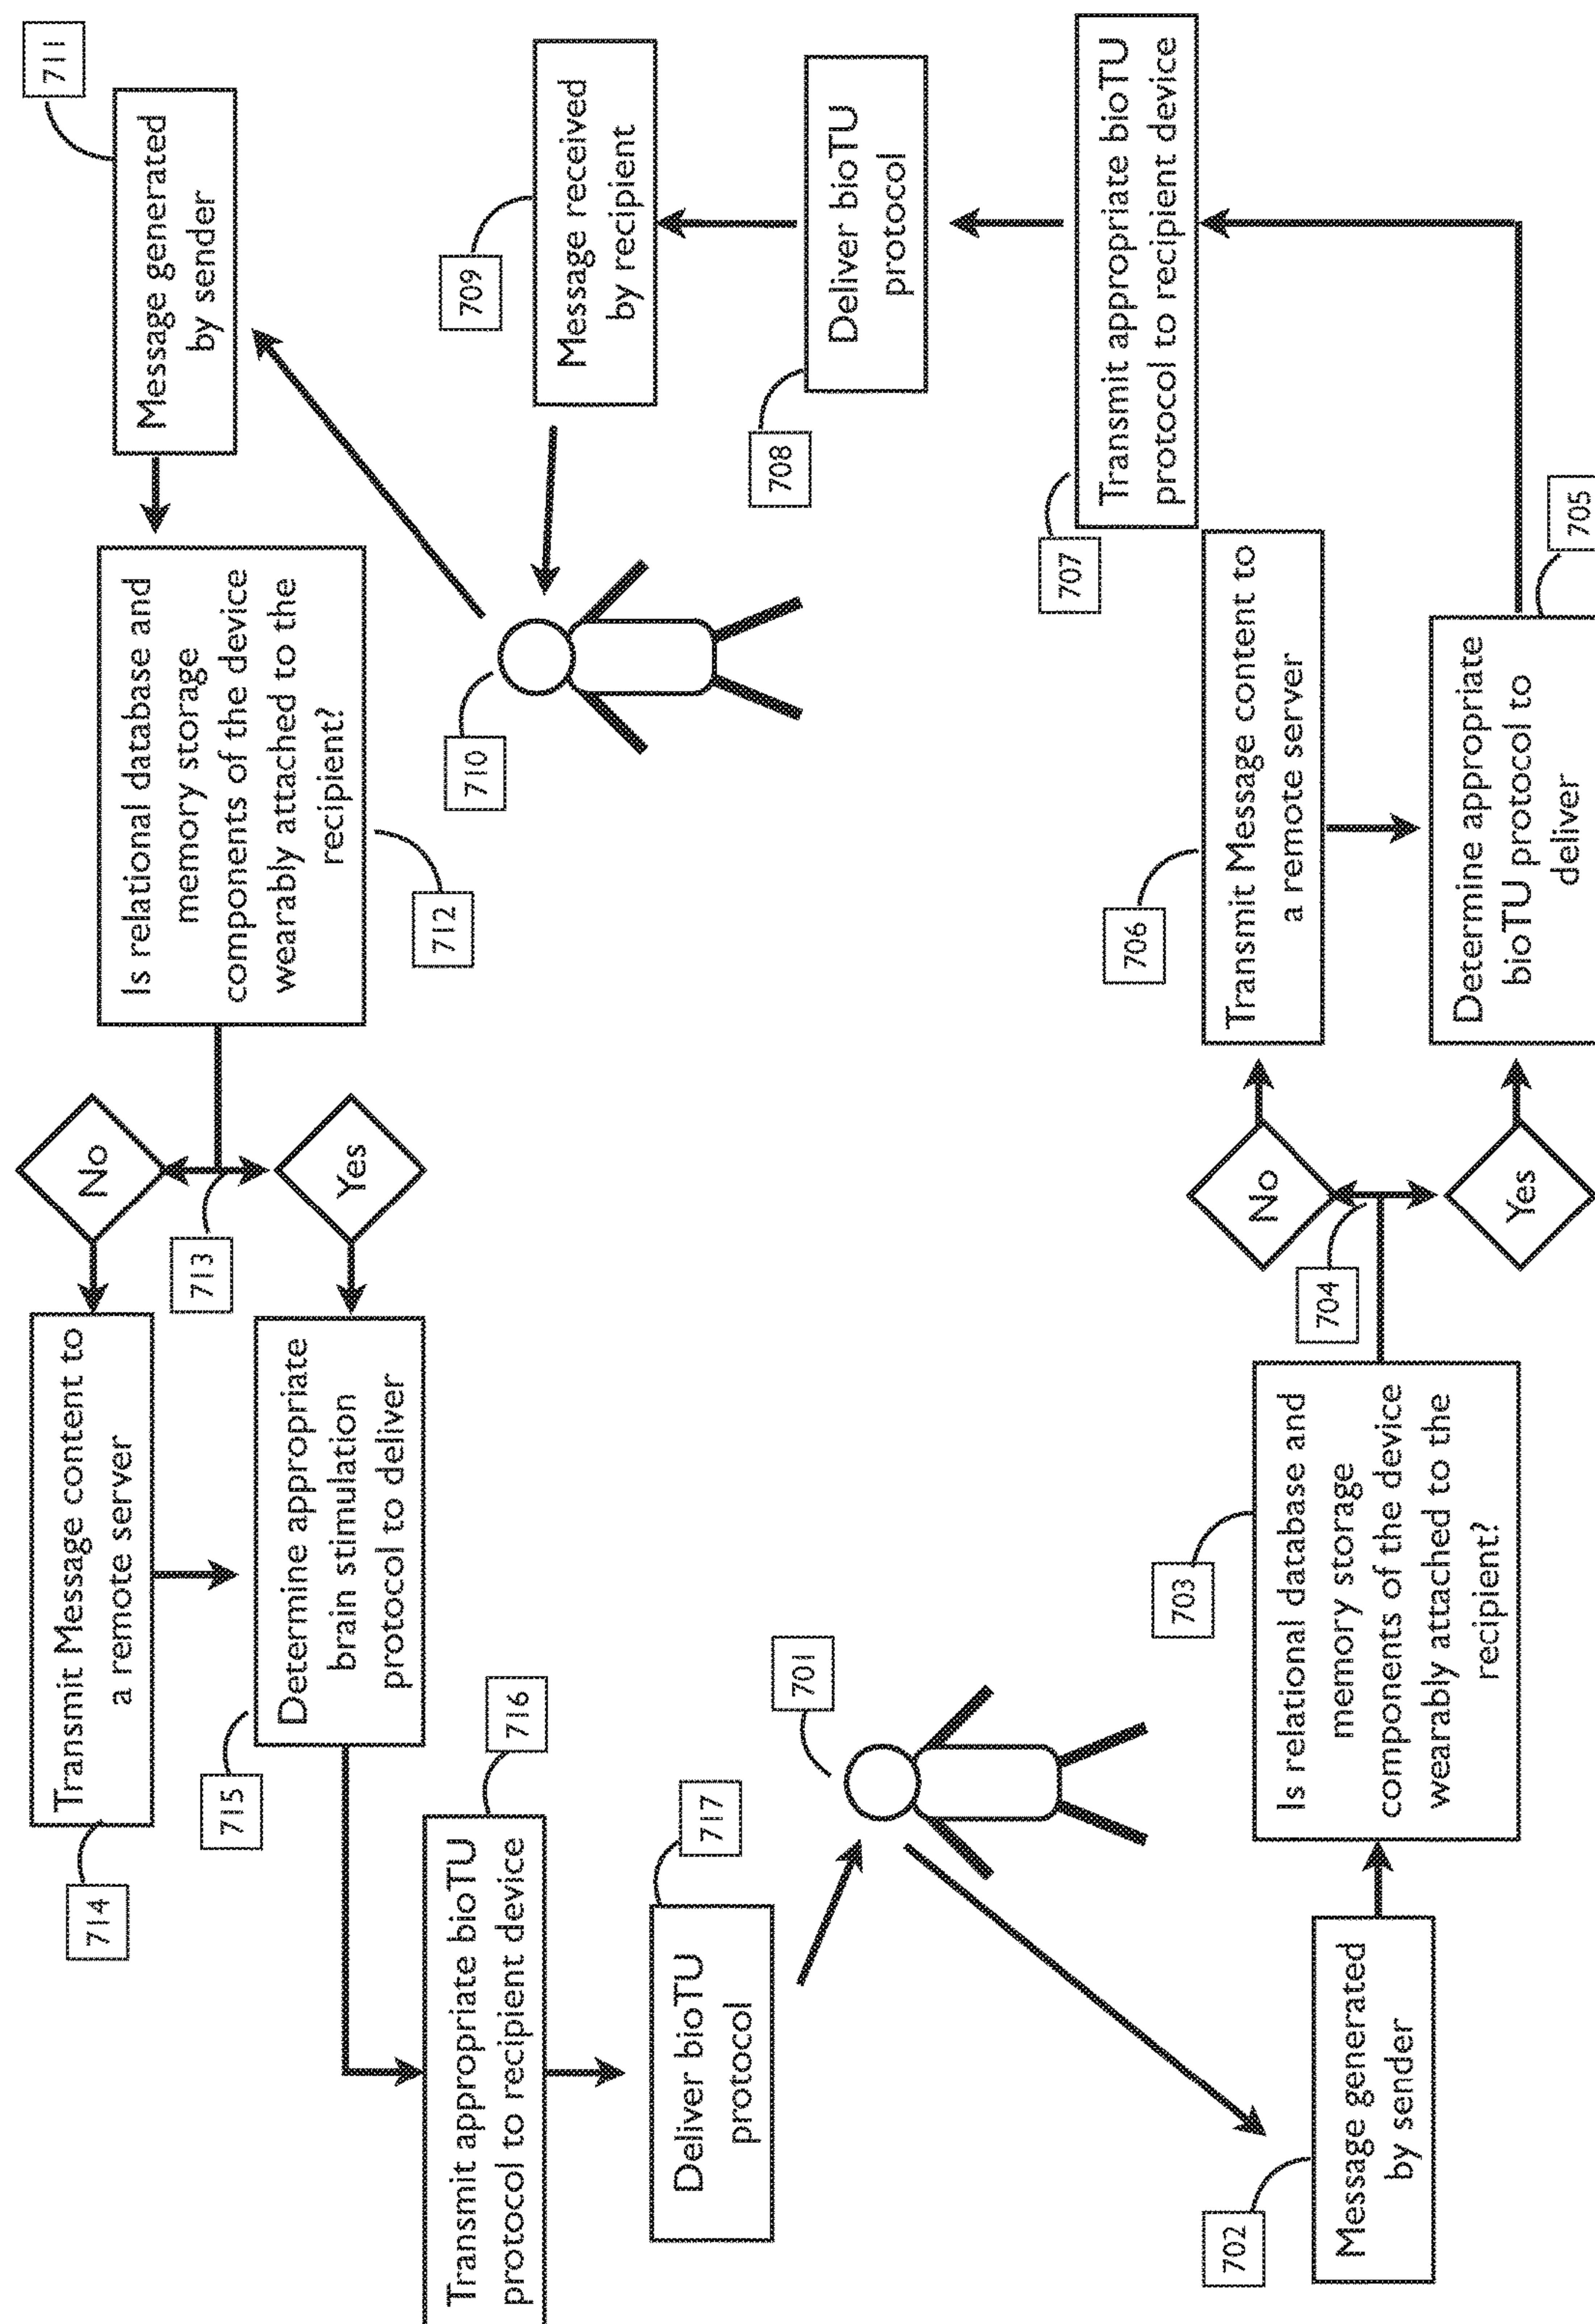 714
Transmit Message content to
a remote server
No
713
Yes
715
Determine appropriate
brain stimulation
protocol to deliver
716
Transmit appropriate bioTU
protocol to recipient device
717
Deliver bioTU
protocol
711
Message generated
by sender
Is relational database and
memory storage
components of the device
wearably attached to the
recipient?
712
709
Message received
by recipient
710
708
Deliver bioTU
protocol
707
Transmit appropriate bioTU
protocol to recipient device
701
702
Message generated
by sender
703
Is relational database and
memory storage
components of the device
wearably attached to the
recipient?
704
No
Yes
706
Transmit Message content to
a remote server
Determine appropriate
bioTU protocol to
deliver
705